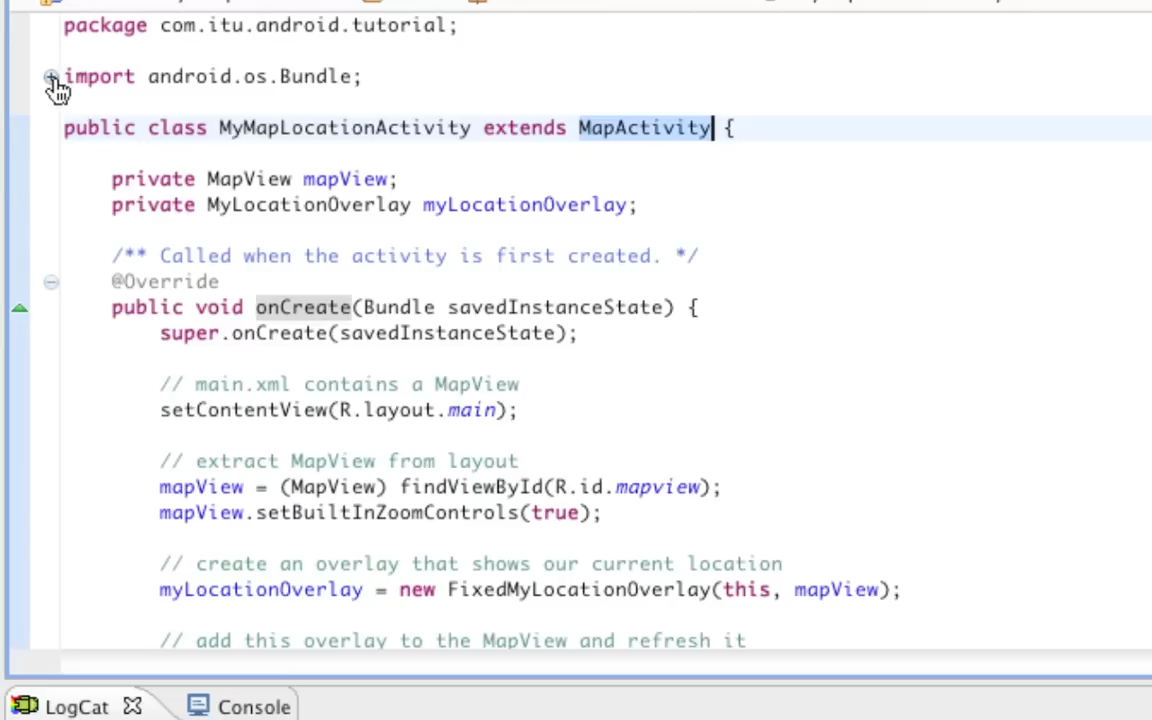 package com.itu.android.tutorial;
import android.os.Bundle;
public class MyMapLocationActivity extends MapActivity {
private MapView mapView;
private MyLocationOverlay myLocationOverlay;
/** Called when the activity is first created. */
@Override
public void onCreate(Bundle savedInstanceState) {
super.onCreate(savedInstanceState);
// main.xml contains a MapView
setContentView(R.layout.main);
// extract MapView from layout
mapView = (MapView) findViewById(R.id.mapview);
mapView.setBuiltInZoomControls(true);
// create an overlay that shows our current location
myLocationOverlay = new FixedMyLocationOverlay(this, mapView);
// add this overlay to the MapView and refresh it
LogCat Console